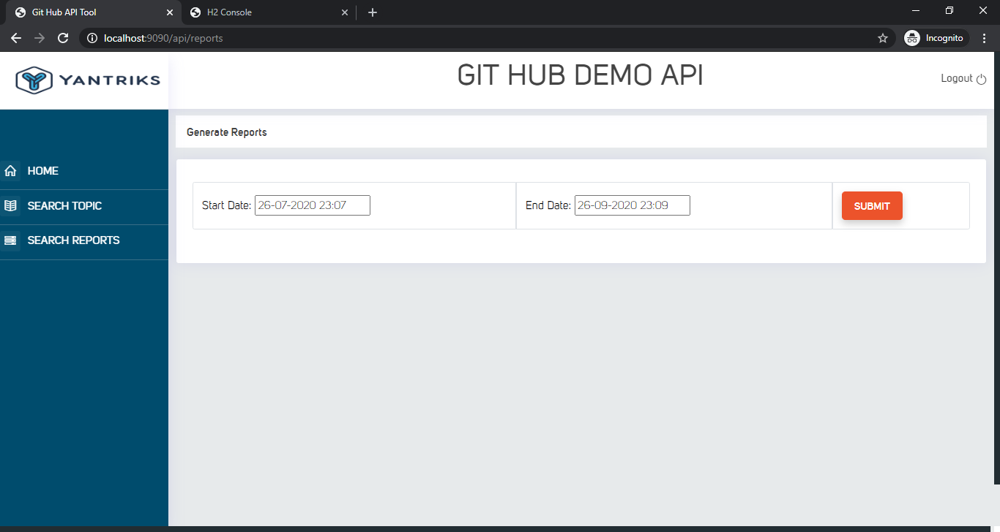 Git Hub API Tool
H2 Console
localhost:9090/api/reports
Incognito
YANTRIKS
GIT HUB DEMO API
Logout
Generate Reports
HOME
SEARCH TOPIC
SEARCH REPORTS
Start Date: 26-07-2020 23:07
End Date: 26-09-2020 23:09
SUBMIT